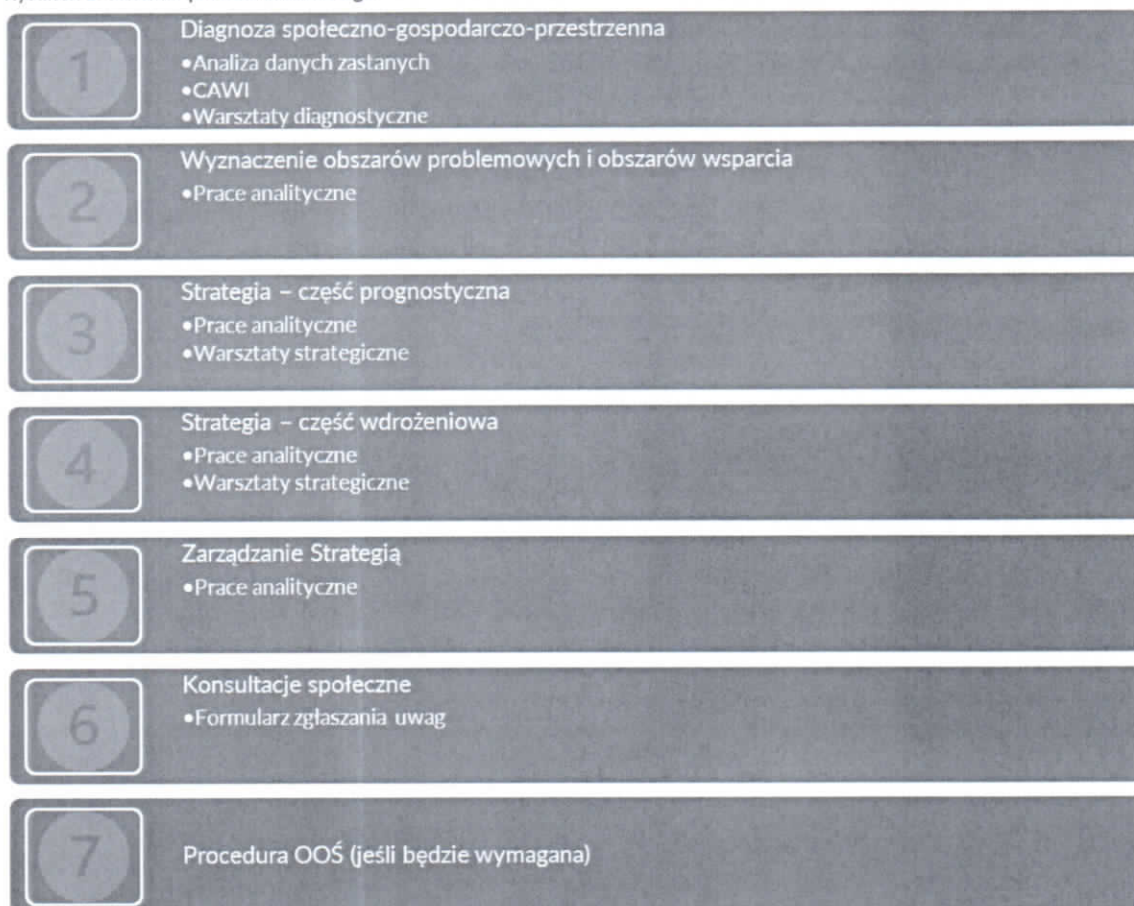 1
Diagnoza społeczno-gospodarczo-przestrzenna
•Analiza danych zastanych
•CAWI
•Warsztaty diagnostyczne
2
Wyznaczenie obszarów problemowych i obszarów wsparcia
•Prace analityczne
3
Strategia – część prognostyczna
•Prace analityczne
•Warsztaty strategiczne
4
Strategia – część wdrożeniowa
•Prace analityczne
•Warsztaty strategiczne
5
Zarządzanie Strategią
•Prace analityczne
6
Konsultacje społeczne
•Formularz zgłaszania uwag
7
Procedura OOŚ (jeśli będzie wymagana)